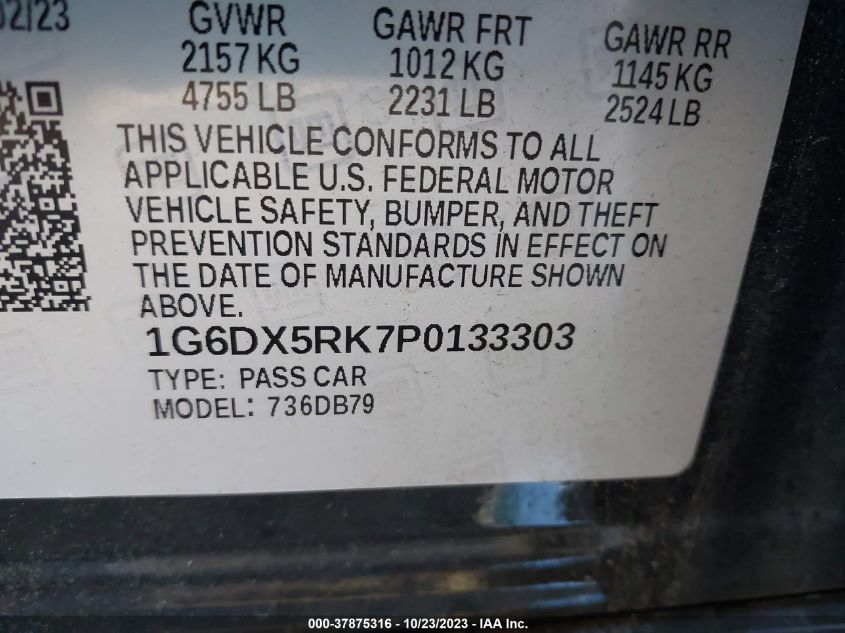 02/23
GVWR
2157 KG
4755 LB
GAWR FRT
1012 KG
2231 LB
GAWR RR
1145 KG
2524 LB
THIS VEHICLE CONFORMS TO ALL
APPLICABLE U.S. FEDERAL MOTOR
VEHICLE SAFETY, BUMPER, AND THEFT
PREVENTION STANDARDS IN EFFECT ON
THE DATE OF MANUFACTURE SHOWN
ABOVE.
1G6DX5RK7P0133303
TYPE: PASS CAR
MODEL: 736DB79
000-37875316 - 10/23/2023 - IAA Inc.